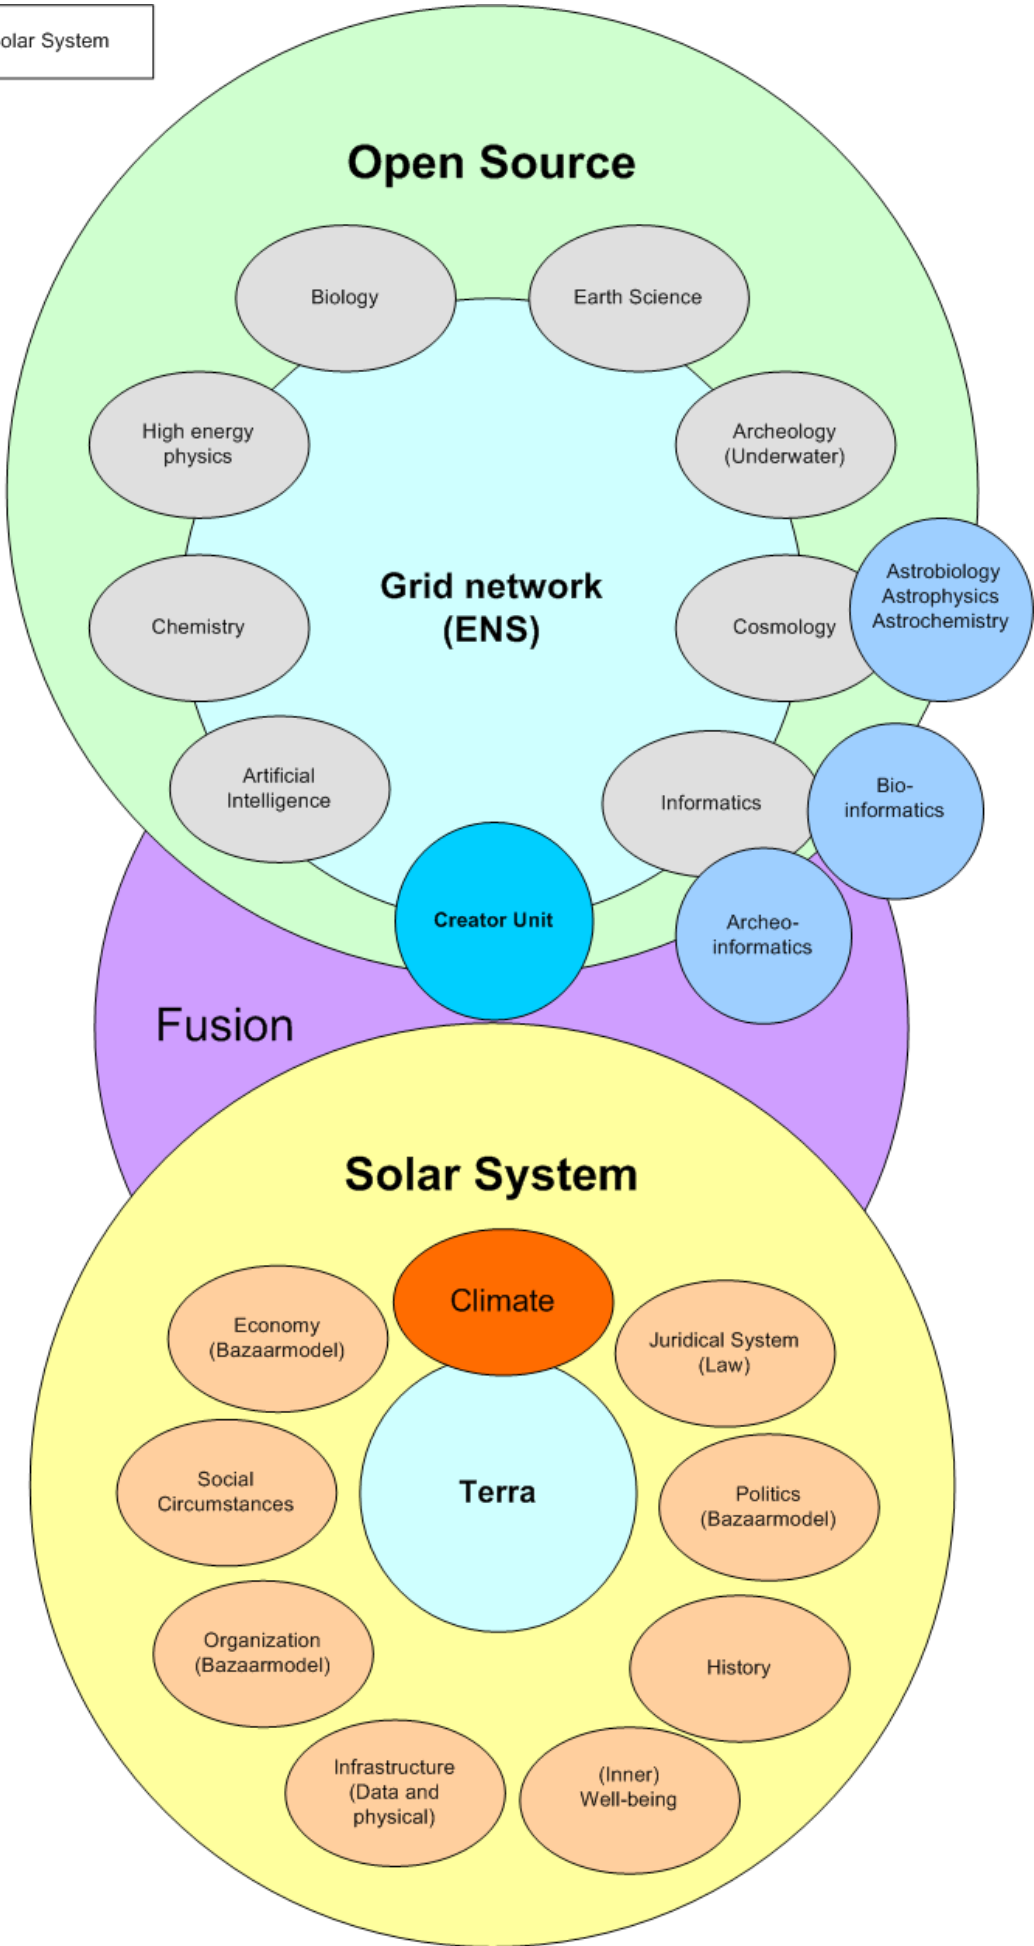 olar System
Open Source
Biology
Earth Science
High energy
physics
Archeology
(Underwater)
Grid network
(ENS)
Chemistry
Cosmology
Astrobiology
Astrophysics
Astrochemistry
Artificial
Intelligence
Informatics
Bio-
informatics
Creator Unit
Archeo-
informatics
Fusion
Solar System
Climate
Economy
(Bazaarmodel)
Juridical System
(Law)
Social
Circumstances
Terra
Politics
(Bazaarmodel)
Organization
(Bazaarmodel)
History
Infrastructure
(Data and
physical)
(Inner)
Well-being